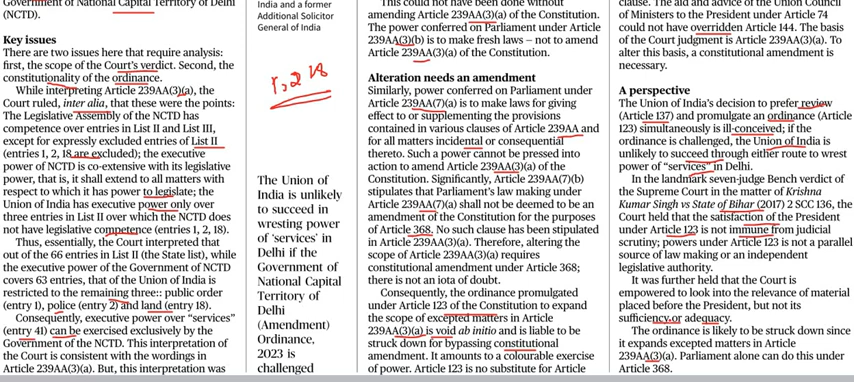 Government of National Capital Territory of Delhi
(NCTD).
Key issues
There are two issues here that require analysis:
first, the scope of the Court's verdict. Second, the
constitutionality of the ordinance.
While interpreting Article 239AA(3)(a), the
Court ruled, inter alia, that these were the points:
The Legislative Assembly of the NCTD has
competence over entries in List II and List III,
except for expressly excluded entries of List II
(entries 1, 2, 18 are excluded); the executive
power of NCTD is co-extensive with its legislative
power, that is, it shall extend to all matters with
respect to which it has power to legislate; the
Union of India has executive power only over
three entries in List II over which the NCTD does
not have legislative competence (entries 1, 2, 18).
Thus, essentially, the Court interpreted that
out of the 66 entries in List II (the State list), while
the executive power of the Government of NCTD
covers 63 entries, that of the Union of India is
restricted to the remaining three:: public order
(entry 1), police (entry 2) and land (entry 18).
Consequently, executive power over "services"
(entry 41) can be exercised exclusively by the
Government of the NCTD. This interpretation of
the Court is consistent with the wordings in
Article 239AA(3)(a). But, this interpretation was
India and a former
Additional Solicitor
General of India
1, 2 18
The Union of
India is unlikely
to succeed in
wresting power
of 'services' in
Delhi if the
Government of
National Capital
Territory of
Delhi
(Amendment)
Ordinance,
2023 is
challenged
This could not have been done without
amending Article 239AA(3)(a) of the Constitution.
The power conferred on Parliament under Article
239AA(3)(b) is to make fresh laws – not to amend
Article 239AA(3)(a) of the Constitution.
Alteration needs an amendment
Similarly, power conferred on Parliament under
Article 239AA(7)(a) is to make laws for giving
effect to or supplementing the provisions
contained in various clauses of Article 239AA and
for all matters incidental or consequential
thereto. Such a power cannot be pressed into
action to amend Article 239AA(3)(a) of the
Constitution. Significantly, Article 239AA(7)(b)
stipulates that Parliament's law making under
Article 239AA(7)(a) shall not be deemed to be an
amendment of the Constitution for the purposes
of Article 368. No such clause has been stipulated
in Article 239AA(3)(a). Therefore, altering the
scope of Article 239AA(3)(a) requires
constitutional amendment under Article 368;
there is not an iota of doubt.
Consequently, the ordinance promulgated
under Article 123 of the Constitution to expand
the scope of excepted matters in Article
239AA(3)(a) is void ab initio and is liable to be
struck down for bypassing constitutional
amendment. It amounts to a colourable exercise
of power. Article 123 is no substitute for Article
clause. The aid and advice of the Union Council
of Ministers to the President under Article 74
could not have overridden Article 144. The basis
of the Court judgment is Article 239AA(3). To
alter this basis, a constitutional amendment is
necessary.
A perspective
The Union of India's decision to prefer review
(Article 137) and promulgate an ordinance (Article
123) simultaneously is ill-conceived; if the
ordinance is challenged, the Union of India is
unlikely to succeed through either route to wrest
power of "services" in Delhi.
In the landmark seven-judge Bench verdict of
the Supreme Court in the matter of Krishna
Kumar Singh vs State of Bihar (2017) 2 SCC 136, the
Court held that the satisfaction of the President
under Article 123 is not immune from judicial
scrutiny; powers under Article 123 is not a parallel
source of law making or an independent
legislative authority.
It was further held that the Court is
empowered to look into the relevance of material
placed before the President, but not its
sufficiency or adequacy.
The ordinance is likely to be struck down since
it expands excepted matters in Article
239AA(3)(a). Parliament alone can do this under
Article 368.